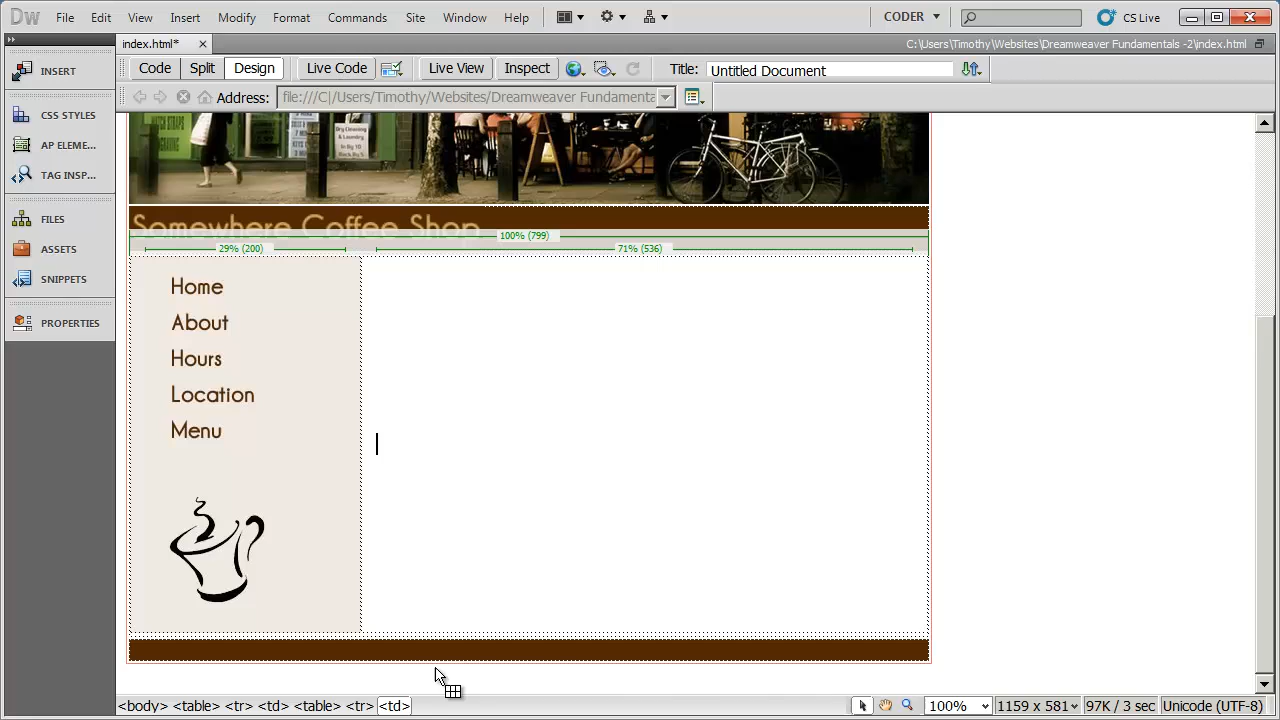 Dw File Edit View Insert Modify Format Commands Site Window Help CODER CS Live
index.html* C:\Users\Timothy\Websites\Dreamweaver Fundamentals -2\index.html
INSERT
CSS STYLES
AP ELEME...
TAG INSP...
FILES
ASSETS
SNIPPETS
PROPERTIES
Code Split Design Live Code Live View Inspect Title: Untitled Document
Address: file:///C|/Users/Timothy/Websites/Dreamweaver Fundamenta
Dry Cleaning
& Laundry
Somewhere Coffee Shop
100% (799)
29% (200) 71% (536)
Home
About
Hours
Location
Menu
<body> <table> <tr> <td> <table> <tr> <td> 100% 1159 x 581 97K / 3 sec Unicode (UTF-8)